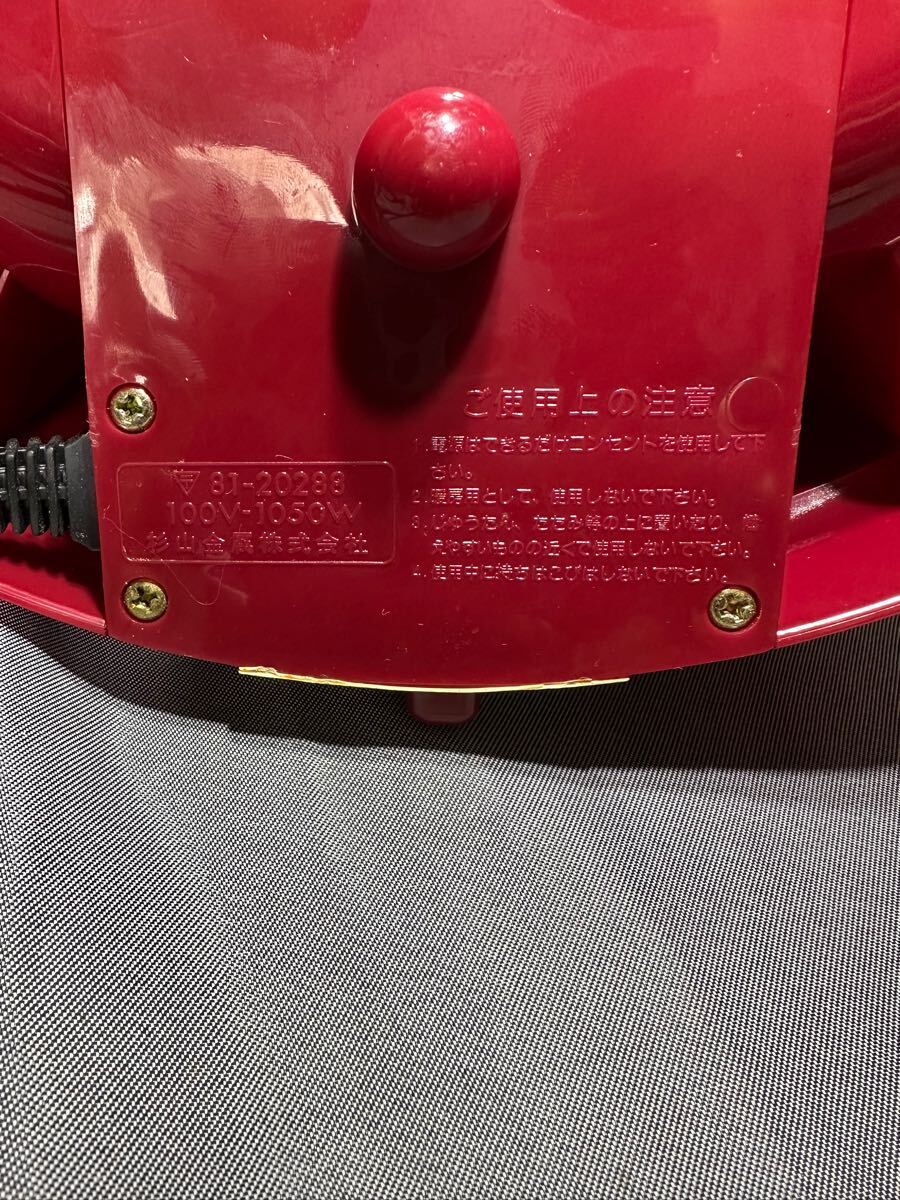 ▽ 81-20288
100V-1050W
杉山金属株式会社
ご使用上の注意
1.電源はできるだけコンセントを使用して下
さい。
2.暖房用として、使用しないで下さい。
3.じゅうたん、たたみ等の上に置いたり、燃
えやすいものの近くで使用しないで下さい。
4.使用中に持ちはこびはしないで下さい。